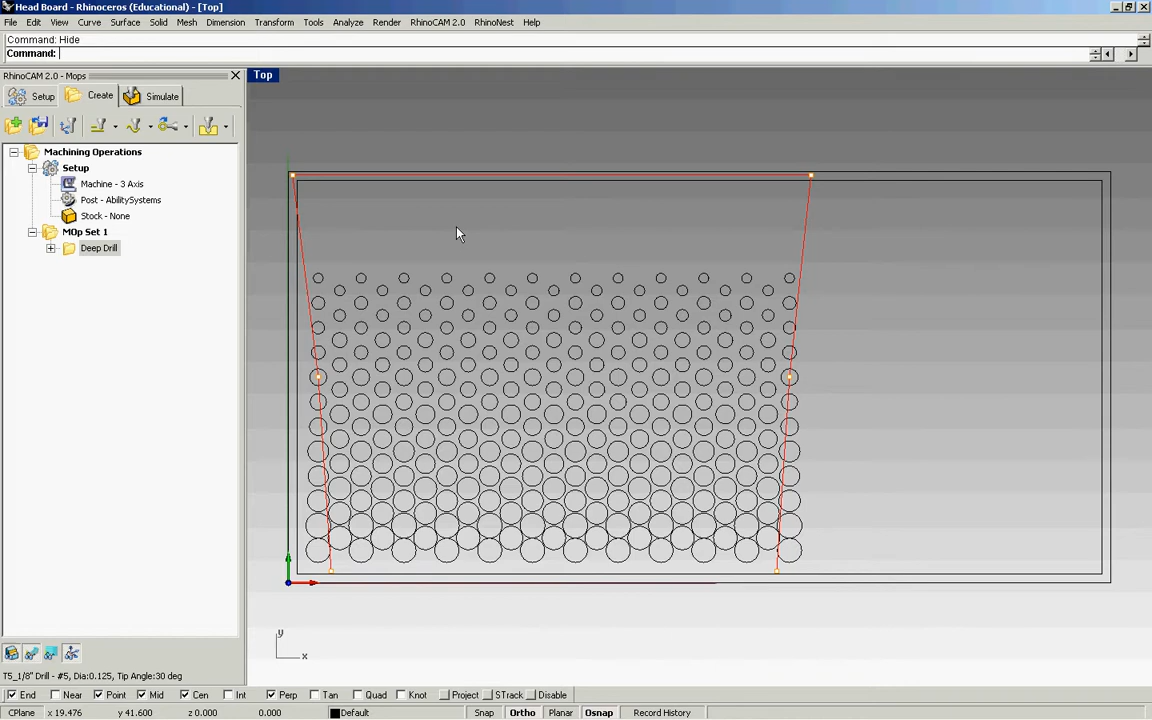 Head Board - Rhinoceros (Educational) - [Top]
File Edit View Curve Surface Solid Mesh Dimension Transform Tools Analyze Render RhinoCAM 2.0 RhinoNest Help
Command: Hide
Command:
RhinoCAM 2.0 - Mops
Top
Setup Create Simulate
Machining Operations
Setup
Machine - 3 Axis
Post - AbilitySystems
Stock - None
MOp Set 1
Deep Drill
y
x
T5_1/8" Drill - #5, Dia:0.125, Tip Angle:30 deg
End Near Point Mid Cen Int Perp Tan Quad Knot Project STrack Disable
CPlane x 19.476 y 41.600 z 0.000 0.000 Default Snap Ortho Planar Osnap Record History